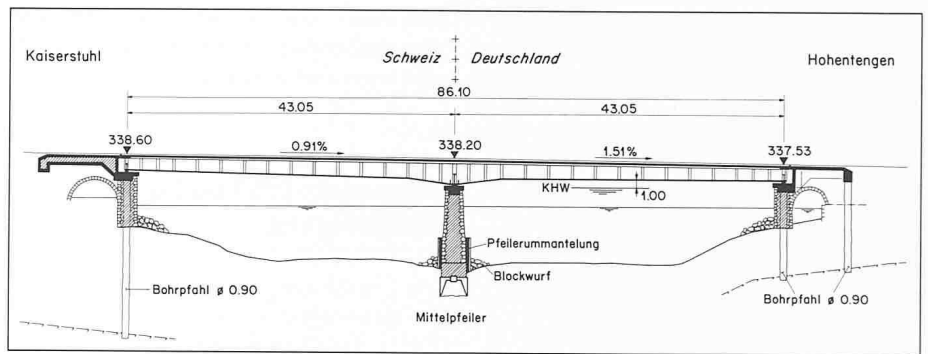 Kaiserstuhl
Schweiz
Deutschland
Hohentengen
86.10
43.05
43.05
338.60
0.91%
338.20
1.51%
337.53
KHW
1.00
Pfeilerummantelung
Blockwurf
Bohrpfahl ø 0.90
Bohrpfahl ø 0.90
Mittelpfeiler